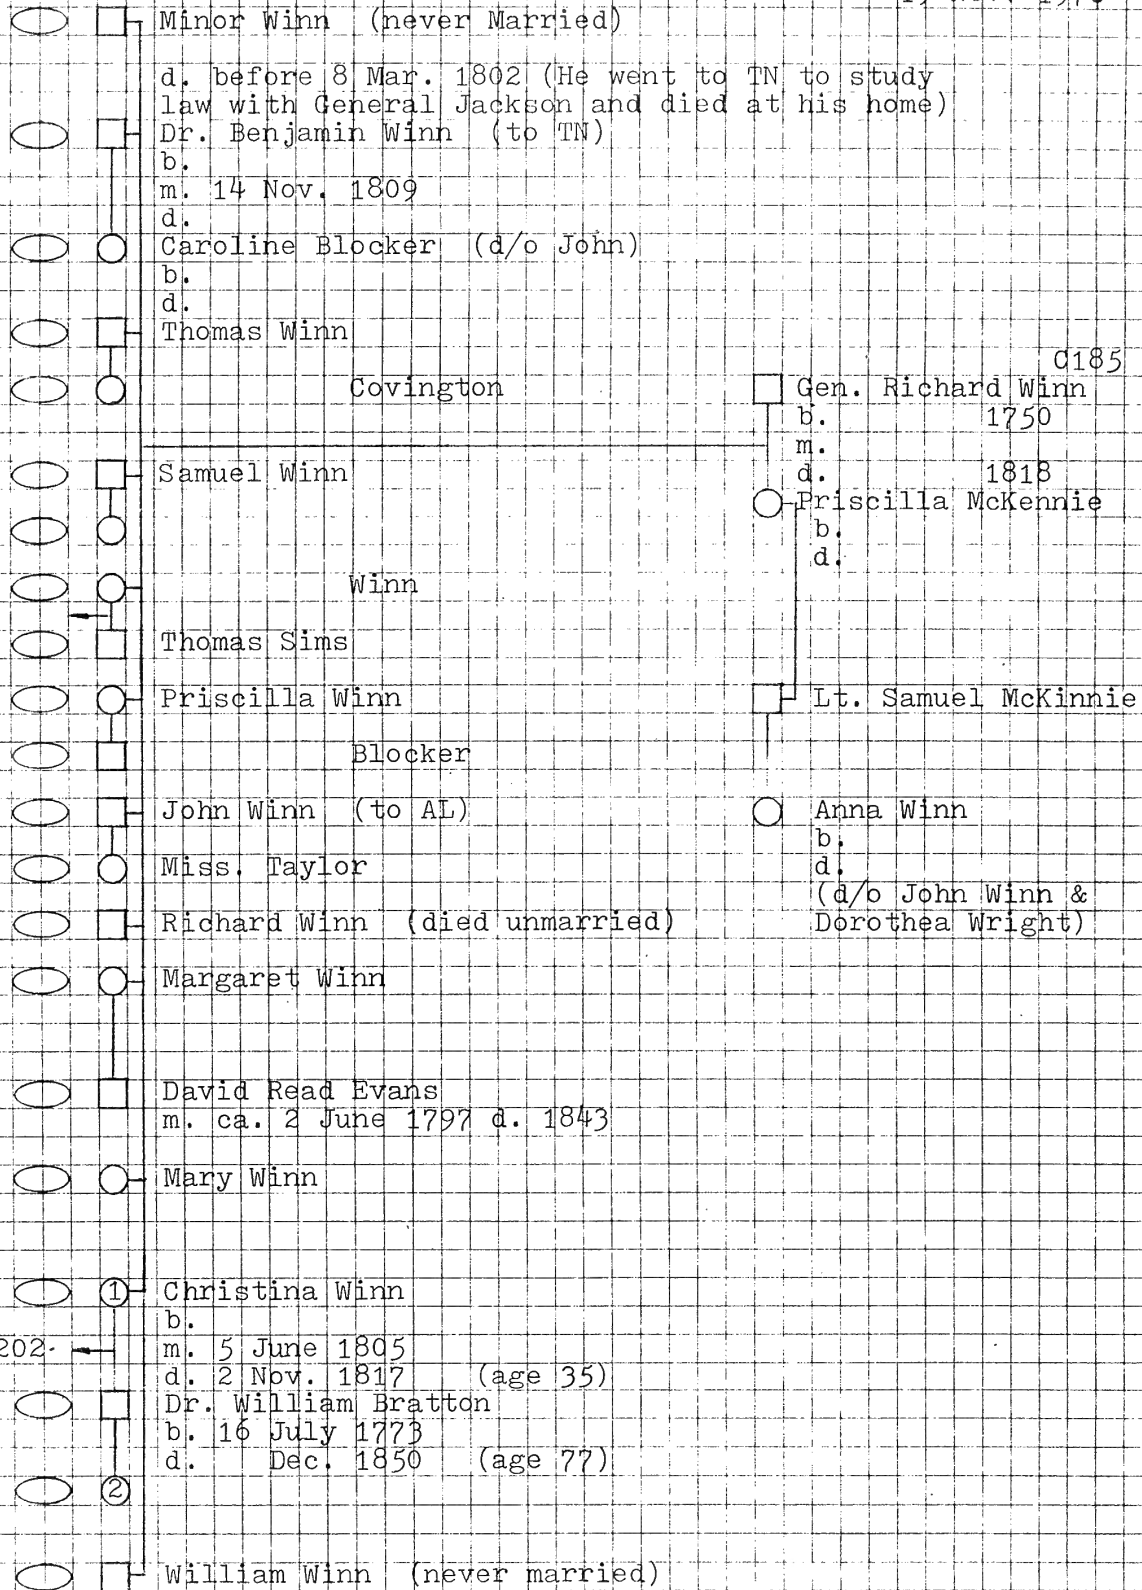 Minor Winn (never Married)
d. before 8 Mar. 1802 (He went to TN to study
law with General Jackson and died at his home)
Dr. Benjamin Winn (to TN)
b.
m. 14 Nov. 1809
d.
Caroline Blocker (d/o John)
b.
d.
Thomas Winn
Covington
C185
Gen. Richard Winn
b. 1750
m.
d. 1818
Priscilla McKennie
b.
d.
Samuel Winn
Winn
Thomas Sims
Priscilla Winn
Blocker
Lt. Samuel McKinnie
John Winn (to AL)
Miss. Taylor
Anna Winn
b.
d.
(d/o John Winn &
Dorothea Wright)
Richard Winn (died unmarried)
Margaret Winn
David Read Evans
m. ca. 2 June 1797 d. 1843
Mary Winn
1
Christina Winn
b.
202.
m. 5 June 1805
d. 2 Nov. 1817 (age 35)
Dr. William Bratton
b. 16 July 1773
d. Dec. 1850 (age 77)
2
William Winn (never married)